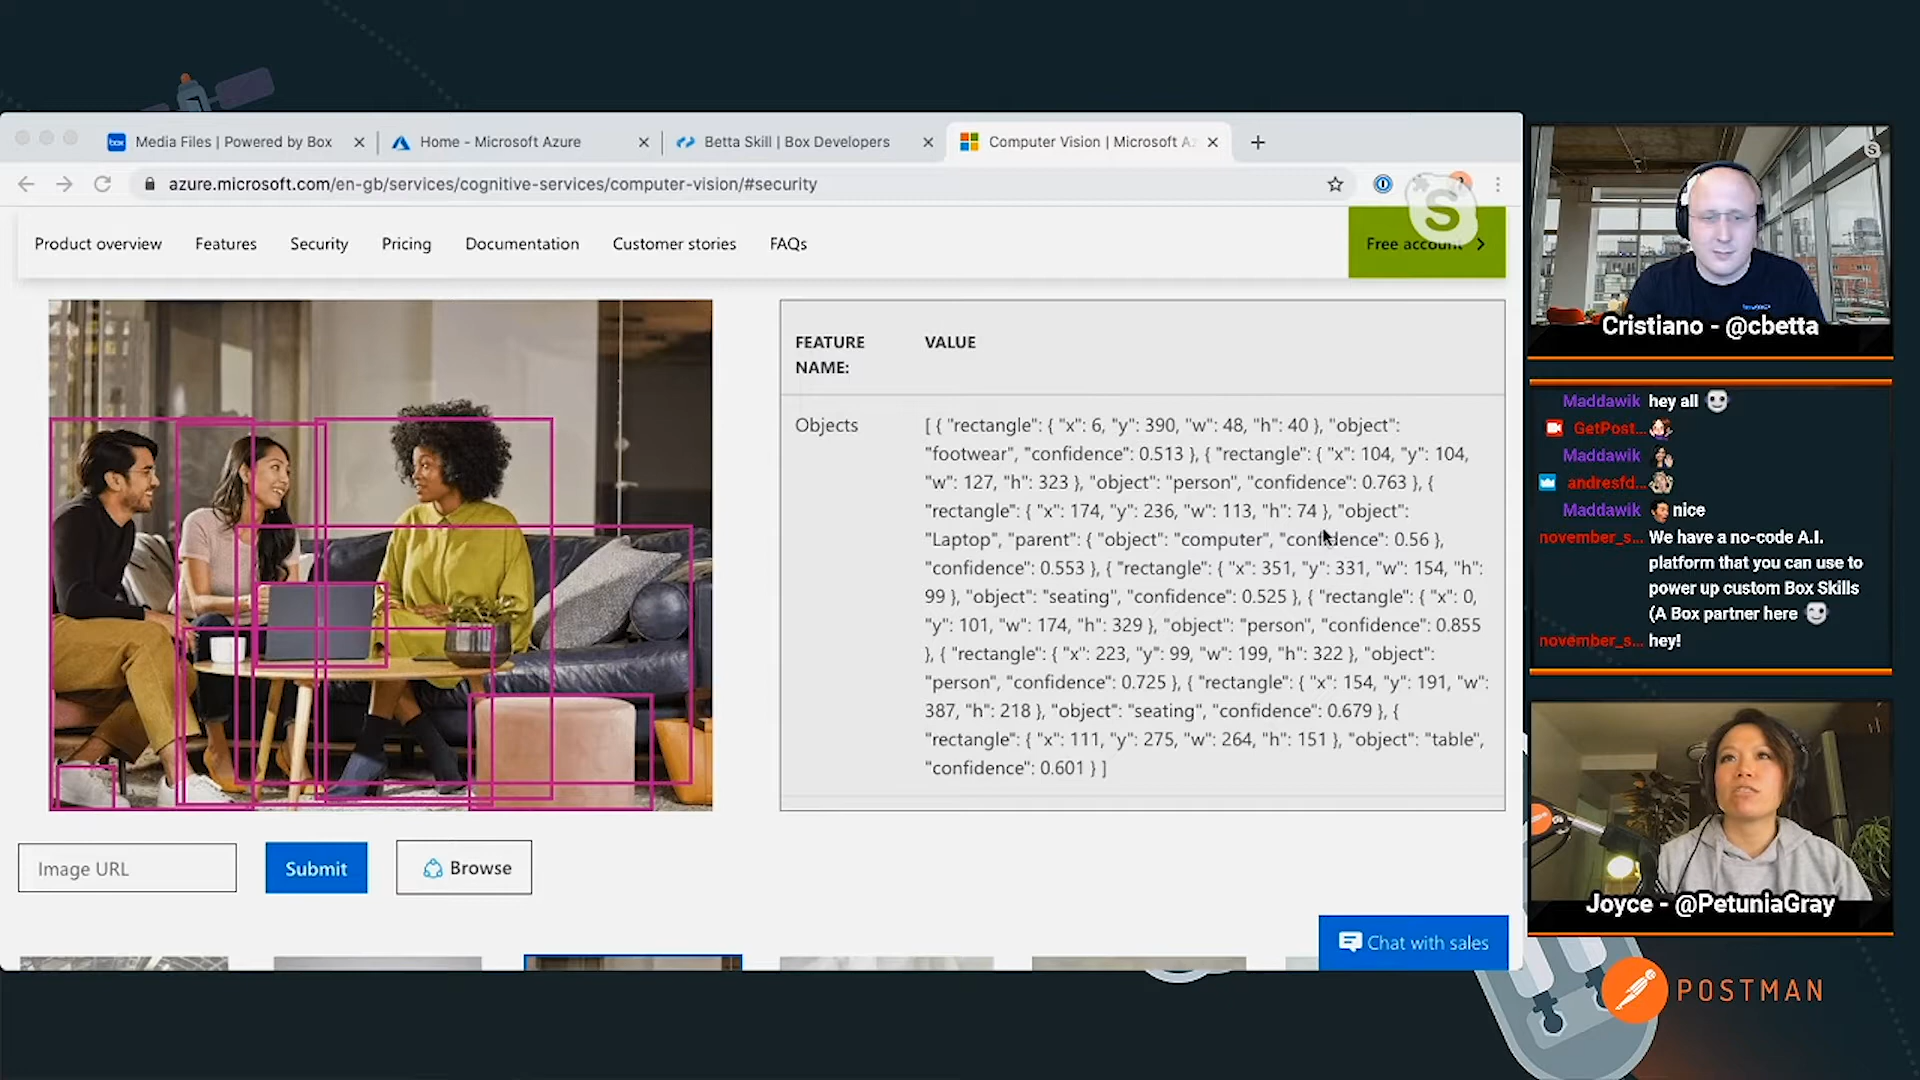 Media Files | Powered by Box
Home - Microsoft Azure
Betta Skill | Box Developers
Computer Vision | Microsoft Az
azure.microsoft.com/en-gb/services/cognitive-services/computer-vision/#security
Product overview
Features
Security
Pricing
Documentation
Customer stories
FAQs
Free account
FEATURE
NAME:
VALUE
Objects
[ { "rectangle": { "x": 6, "y": 390, "w": 48, "h": 40 }, "object":
"footwear", "confidence": 0.513 }, { "rectangle": { "x": 104, "y": 104,
"w": 127, "h": 323 }, "object": "person", "confidence": 0.763 }, {
"rectangle": { "x": 174, "y": 236, "w": 113, "h": 74 }, "object":
"Laptop", "parent": { "object": "computer", "confidence": 0.56 },
"confidence": 0.553 }, { "rectangle": { "x": 351, "y": 331, "w": 154, "h":
99 }, "object": "seating", "confidence": 0.525 }, { "rectangle": { "x": 0,
"y": 101, "w": 174, "h": 329 }, "object": "person", "confidence": 0.855
}, { "rectangle": { "x": 223, "y": 99, "w": 199, "h": 322 }, "object":
"person", "confidence": 0.725 }, { "rectangle": { "x": 154, "y": 191, "w":
387, "h": 218 }, "object": "seating", "confidence": 0.679 }, {
"rectangle": { "x": 111, "y": 275, "w": 264, "h": 151 }, "object": "table",
"confidence": 0.601 } ]
Image URL
Submit
Browse
Chat with sales
Cristiano - @cbetta
Maddawik hey all
GetPost...
Maddawik
andresfd...
Maddawik nice
november_s... We have a no-code A.I.
platform that you can use to
power up custom Box Skills
(A Box partner here
november_s... hey!
Joyce - @PetuniaGray
POSTMAN